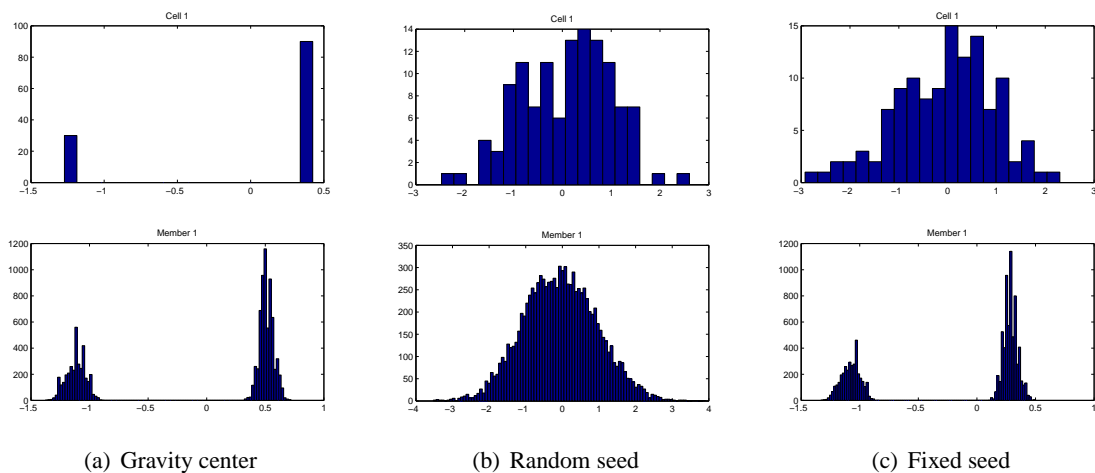 Cell 1
100
80
60
40
20
0
−1.5 −1 −0.5 0 0.5
Cell 1
14
12
10
8
6
4
2
0
−3 −2 −1 0 1 2 3
Cell 1
15
10
5
0
−3 −2 −1 0 1 2 3
Member 1
1200
1000
800
600
400
200
0
−1.5 −1 −0.5 0 0.5 1
Member 1
350
300
250
200
150
100
50
0
−4 −3 −2 −1 0 1 2 3 4
Member 1
1200
1000
800
600
400
200
0
−1.5 −1 −0.5 0 0.5 1
(a) Gravity center
(b) Random seed
(c) Fixed seed